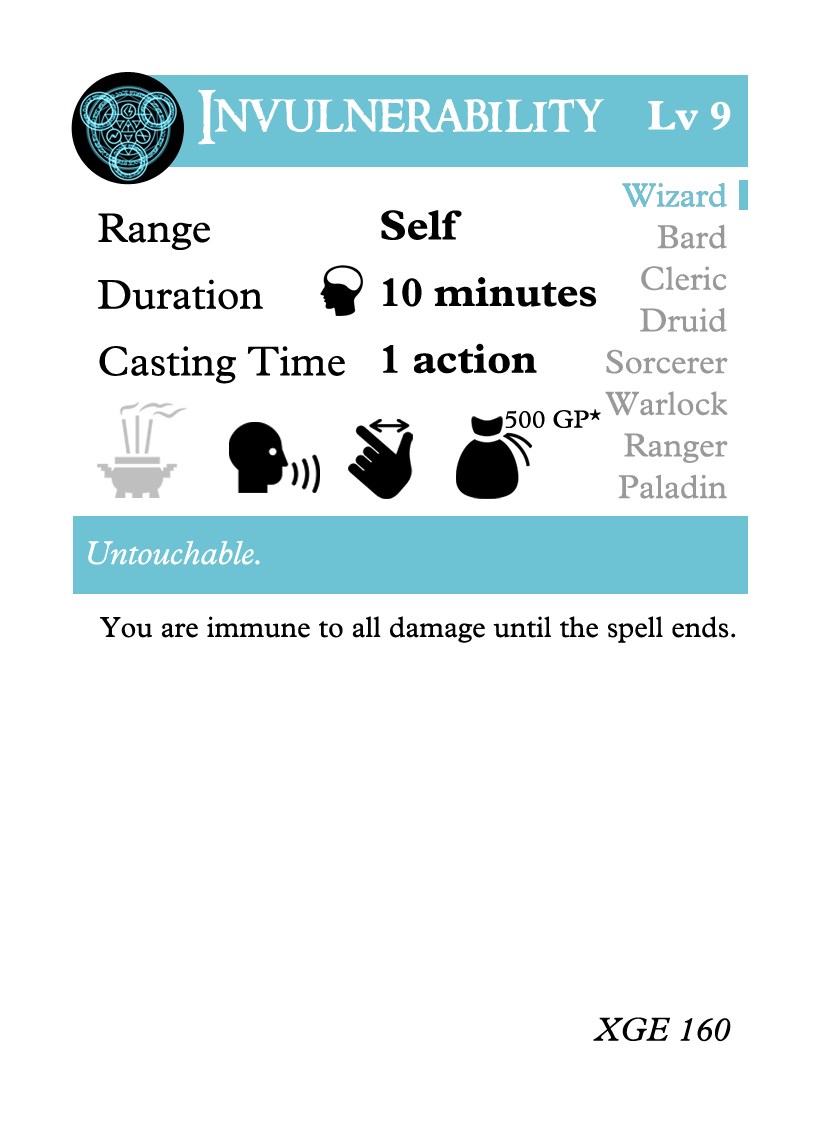 INVULNERABILITY Lv 9
Wizard
Range Self
Bard
Duration 10 minutes
Cleric
Druid
Casting Time 1 action
Sorcerer
500 GP★
Warlock
Ranger
Paladin
Untouchable.
You are immune to all damage until the spell ends.
XGE 160